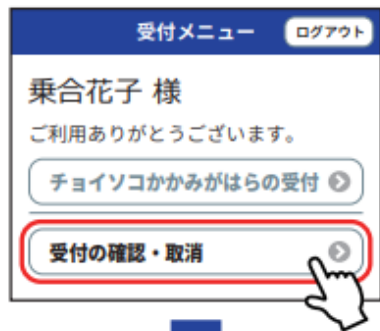 受付メニュー
ログアウト
乗合花子 様
ご利用ありがとうございます。
チョイソコかかみがはらの受付
受付の確認・取消